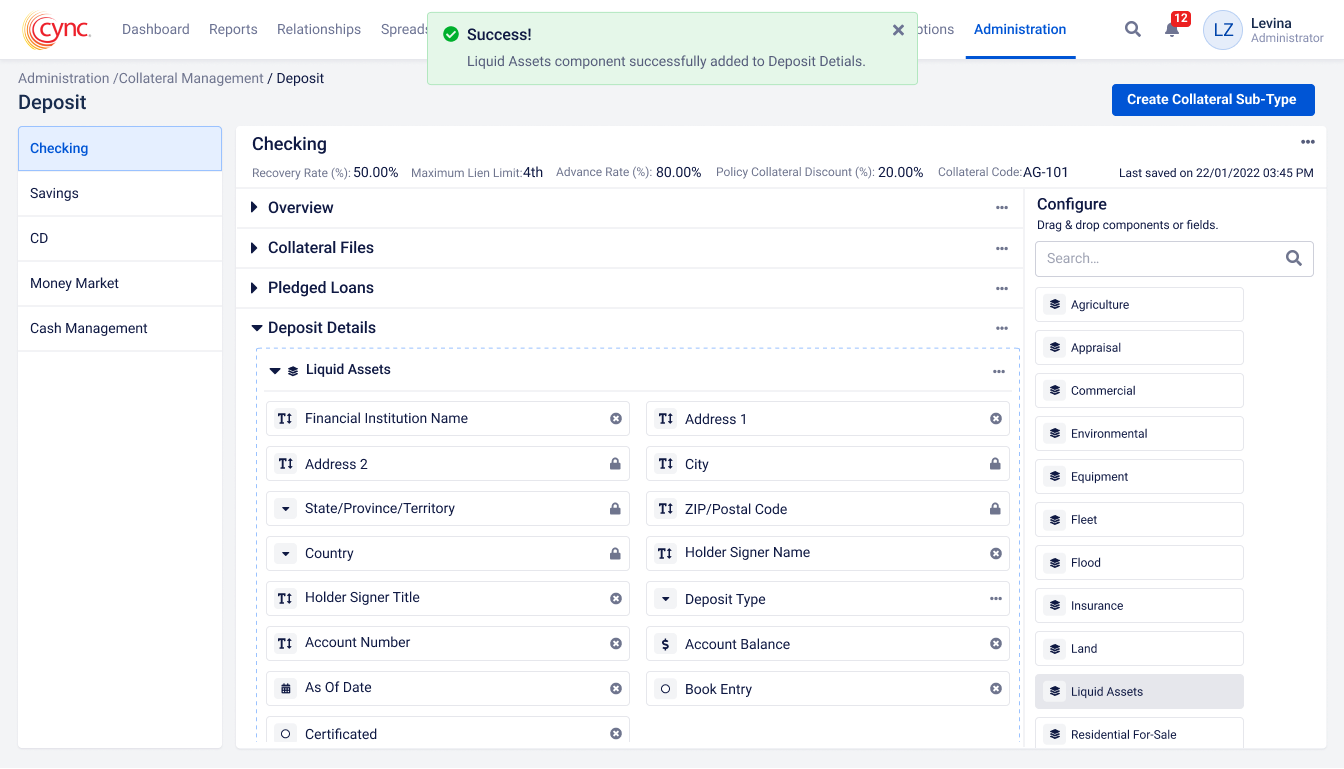 cync
Dashboard
Reports
Relationships
Spreads
ptions
Administration
12
LZ
Levina
Administrator
Success!
Liquid Assets component successfully added to Deposit Detials.
Administration /Collateral Management / Deposit
Deposit
Create Collateral Sub-Type
Checking
Savings
CD
Money Market
Cash Management
Checking
Recovery Rate (%): 50.00% Maximum Lien Limit:4th Advance Rate (%): 80.00% Policy Collateral Discount (%): 20.00% Collateral Code:AG-101
Last saved on 22/01/2022 03:45 PM
Overview
Collateral Files
Pledged Loans
Deposit Details
Liquid Assets
Financial Institution Name
Address 1
Address 2
City
State/Province/Territory
ZIP/Postal Code
Country
Holder Signer Name
Holder Signer Title
Deposit Type
Account Number
$ Account Balance
As Of Date
Book Entry
Certificated
Configure
Drag & drop components or fields.
Search...
Agriculture
Appraisal
Commercial
Environmental
Equipment
Fleet
Flood
Insurance
Land
Liquid Assets
Residential For-Sale